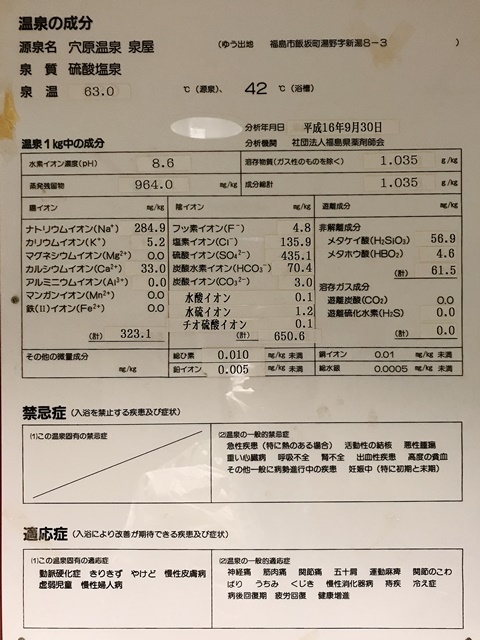 温泉の成分
源泉名 穴原温泉 泉屋 (ゆう出地 福島市飯坂町湯野字新湯8-3 )
泉 質 硫酸塩泉
泉 温 63.0 ℃(源泉)、 42 ℃(浴槽)
分析年月日 平成16年9月30日
温泉1kg中の成分 分析機関 社団法人福島県薬剤師会
水素イオン濃度(pH) 8.6 溶存物質(ガス性のものを除く) 1.035 g/kg
蒸発残留物 964.0 mg/kg 成分総計 1.035 g/kg
陽イオン mg/kg 陰イオン mg/kg 遊離成分 mg/kg
ナトリウムイオン(Na⁺) 284.9 フッ素イオン(F⁻) 4.8 非解離成分
カリウムイオン(K⁺) 5.2 塩素イオン(Cl⁻) 135.9 メタケイ酸(H₂SiO₃) 56.9
マグネシウムイオン(Mg²⁺) 0.0 硫酸イオン(SO₄²⁻) 435.1 メタホウ酸(HBO₂) 4.6
カルシウムイオン(Ca²⁺) 33.0 炭酸水素イオン(HCO₃⁻) 70.4 (計) 61.5
アルミニウムイオン(Al³⁺) 0.0 炭酸イオン(CO₃²⁻) 3.0 溶存ガス成分
マンガンイオン(Mn²⁺) 0.0 水酸イオン 0.1 遊離炭酸(CO₂) 0.0
鉄(II)イオン(Fe²⁺) 0.0 水硫イオン 1.2 遊離硫化水素(H₂S) 0.0
チオ硫酸イオン 0.1
(計) 323.1 (計) 650.6 (計) 0.0
その他の微量成分 mg/kg 総ひ素 0.010 mg/kg 未満 銅イオン 0.01 mg/kg 未満
鉛イオン 0.005 mg/kg 未満 総水銀 0.0005 mg/kg 未満
禁忌症(入浴を禁止する疾患及び症状)
(1)この温泉固有の禁忌症
(2)温泉の一般的禁忌症
急性疾患(特に熱のある場合) 活動性の結核 悪性腫瘍
重い心臓病 呼吸不全 腎不全 出血性疾患 高度の貧血
その他一般に病勢進行中の疾患 妊娠中(特に初期と末期)
適応症(入浴により改善が期待できる疾患及び症状)
(1)この温泉固有の適応症
動脈硬化症 きりきず やけど 慢性皮膚病
虚弱児童 慢性婦人病
(2)温泉の一般的適応症
神経痛 筋肉痛 関節痛 五十肩 運動麻痺 関節のこわ
ばり うちみ くじき 慢性消化器病 痔疾 冷え症
病後回復期 疲労回復 健康増進